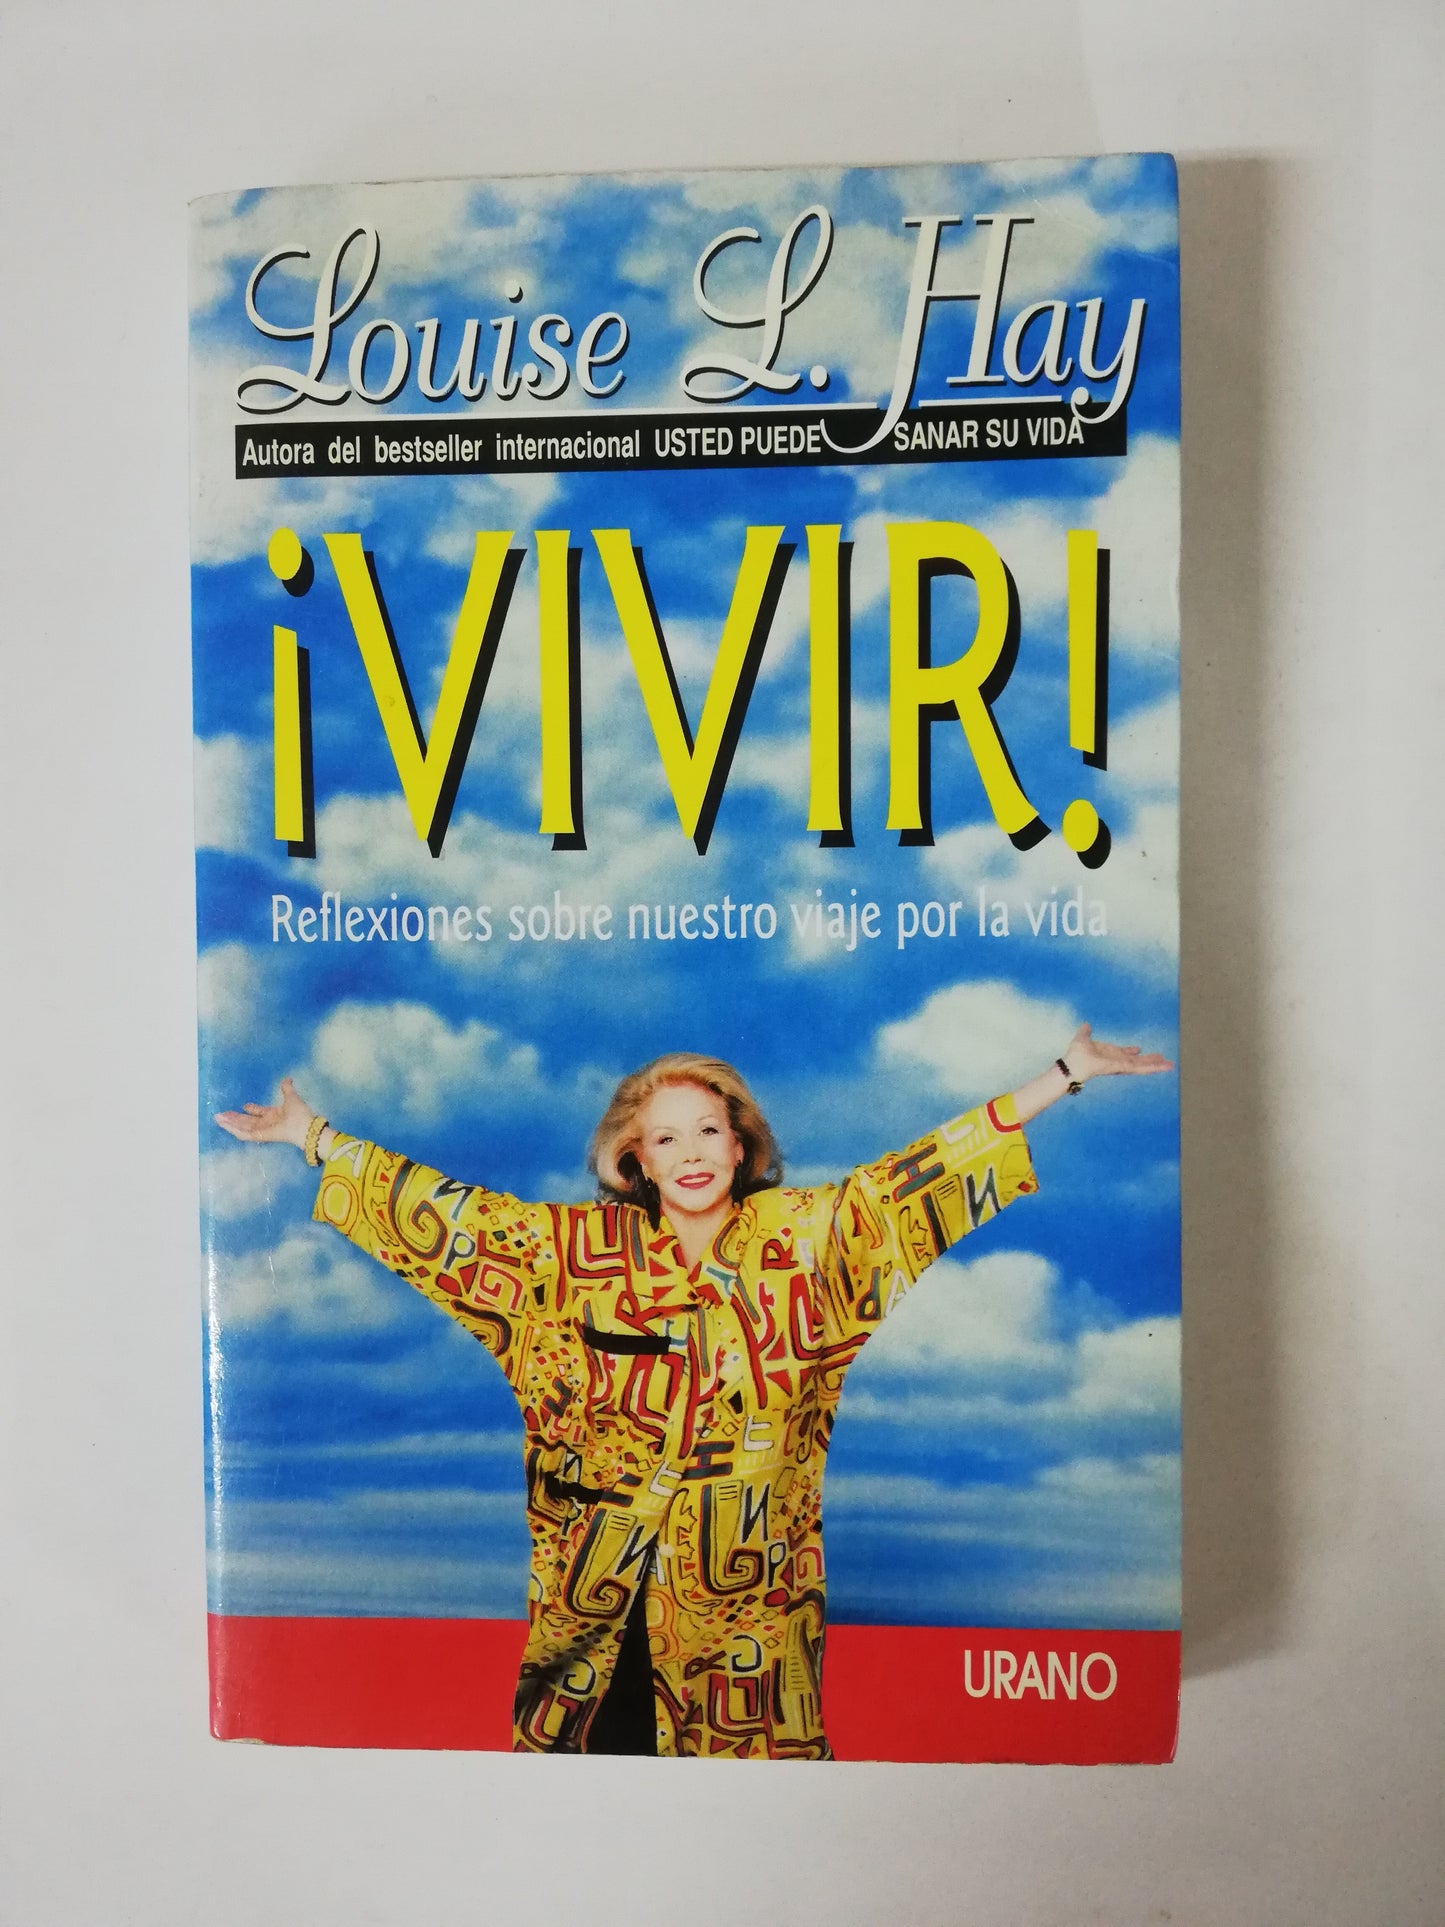 Louise L. Hay
Autora del bestseller internacional USTED PUEDE SANAR SU VIDA
¡VIVIR!
Reflexiones sobre nuestro viaje por la vida
URANO